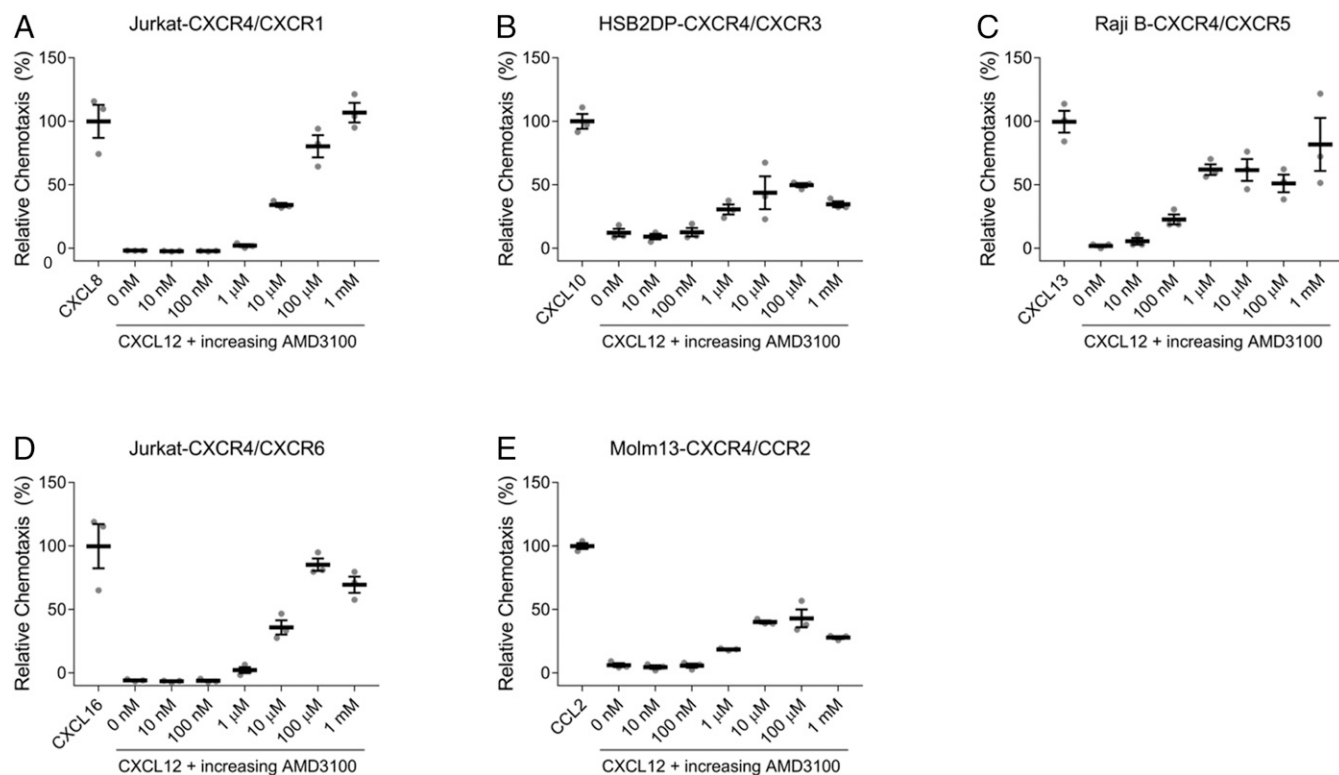 A
Jurkat-CXCR4/CXCR1
Relative Chemotaxis (%)
150
100
50
0
0
CXCL8
0 nM
10 nM
100 nM
1 μM
10 μM
100 μM
1 mM
CXCL12 + increasing AMD3100
B
HSB2DP-CXCR4/CXCR3
Relative Chemotaxis (%)
150
100
50
0
CXCL10
0 nM
10 nM
100 nM
1 μM
10 μM
100 μM
1 mM
CXCL12 + increasing AMD3100
C
Raji B-CXCR4/CXCR5
Relative Chemotaxis (%)
150
100
50
0
CXCL13
0 nM
10 nM
100 nM
1 μM
10 μM
100 μM
1 mM
CXCL12 + increasing AMD3100
D
Jurkat-CXCR4/CXCR6
Relative Chemotaxis (%)
150
100
50
0
CXCL16
0 nM
10 nM
100 nM
1 μM
10 μM
100 μM
1 mM
CXCL12 + increasing AMD3100
E
Molm13-CXCR4/CCR2
Relative Chemotaxis (%)
150
100
50
0
CCL2
0 nM
10 nM
100 nM
1 μM
10 μM
100 μM
1 mM
CXCL12 + increasing AMD3100